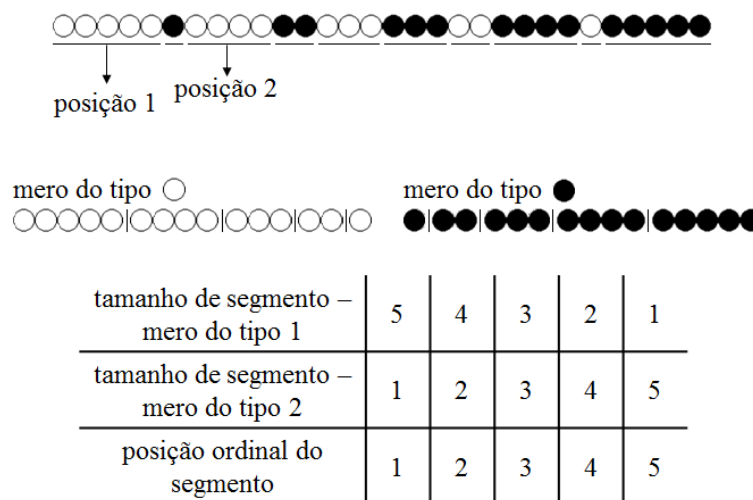 posição 1
posição 2
mero do tipo
mero do tipo
tamanho de segmento –
mero do tipo 1
5 4 3 2 1
tamanho de segmento –
mero do tipo 2
1 2 3 4 5
posição ordinal do
segmento
1 2 3 4 5